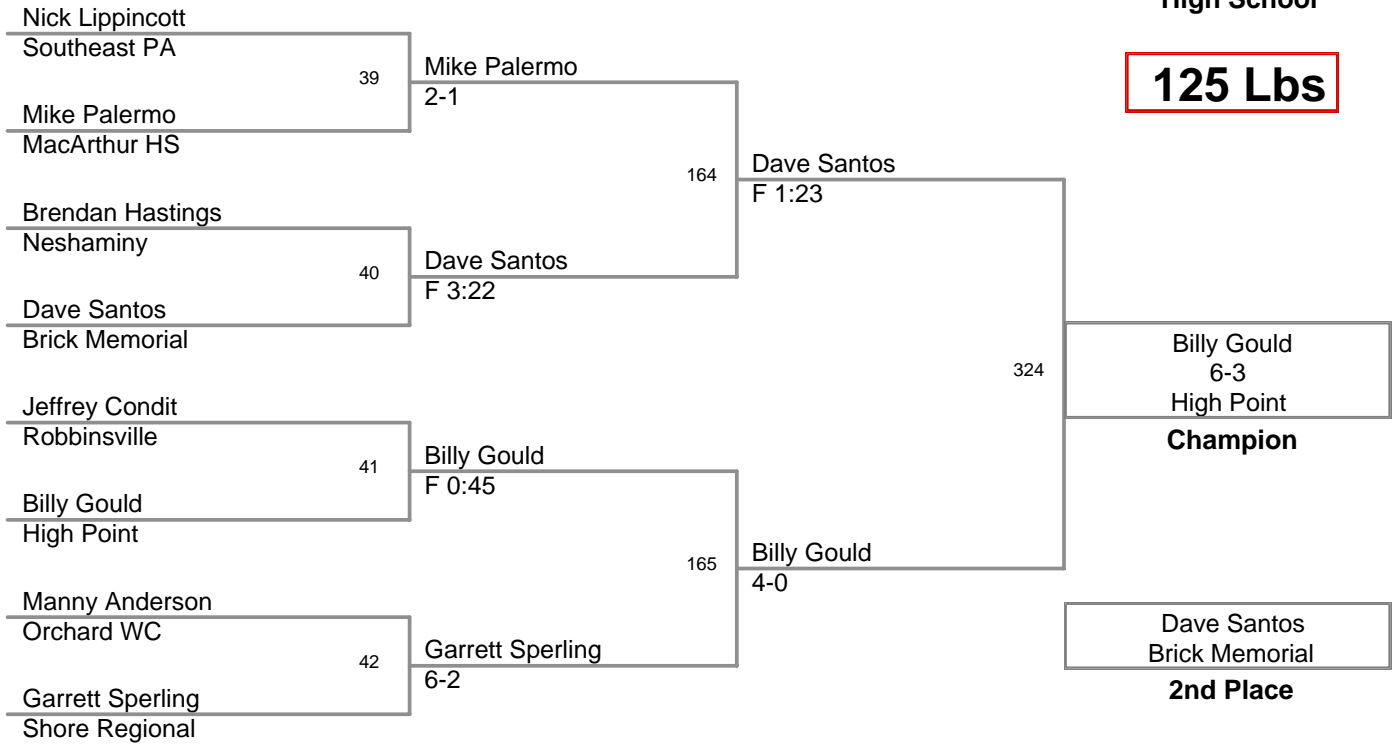 High School
125 Lbs
Nick Lippincott
Southeast PA
39
Mike Palermo
2-1
Mike Palermo
MacArthur HS
164
Dave Santos
F 1:23
Brendan Hastings
Neshaminy
40
Dave Santos
F 3:22
Dave Santos
Brick Memorial
324
Billy Gould
6-3
High Point
Champion
Jeffrey Condit
Robbinsville
41
Billy Gould
F 0:45
Billy Gould
High Point
165
Billy Gould
4-0
Manny Anderson
Orchard WC
42
Garrett Sperling
6-2
Garrett Sperling
Shore Regional
Dave Santos
Brick Memorial
2nd Place